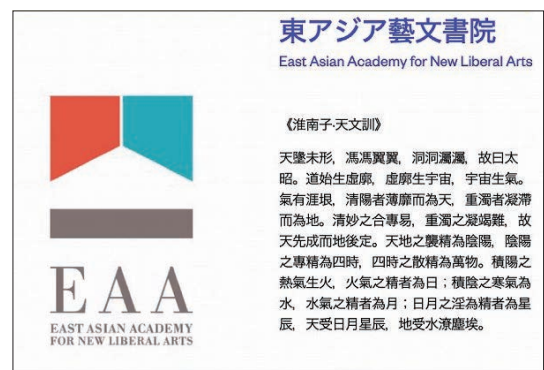 東アジア藝文書院
East Asian Academy for New Liberal Arts
《淮南子·天文訓》
天墬未形，馮馮翼翼，洞洞灟灟，故曰太
昭。道始生虛廓，虛廓生宇宙，宇宙生氣。
氣有涯垠，清陽者薄靡而為天，重濁者凝滯
而為地。清妙之合專易，重濁之凝竭難，故
天先成而地後定。天地之襲精為陰陽，陰陽
之專精為四時，四時之散精為萬物。積陽之
熱氣生火，火氣之精者為日；積陰之寒氣為
水，水氣之精者為月；日月之淫為精者為星
辰，天受日月星辰，地受水潦塵埃。
EAA
EAST ASIAN ACADEMY
FOR NEW LIBERAL ARTS